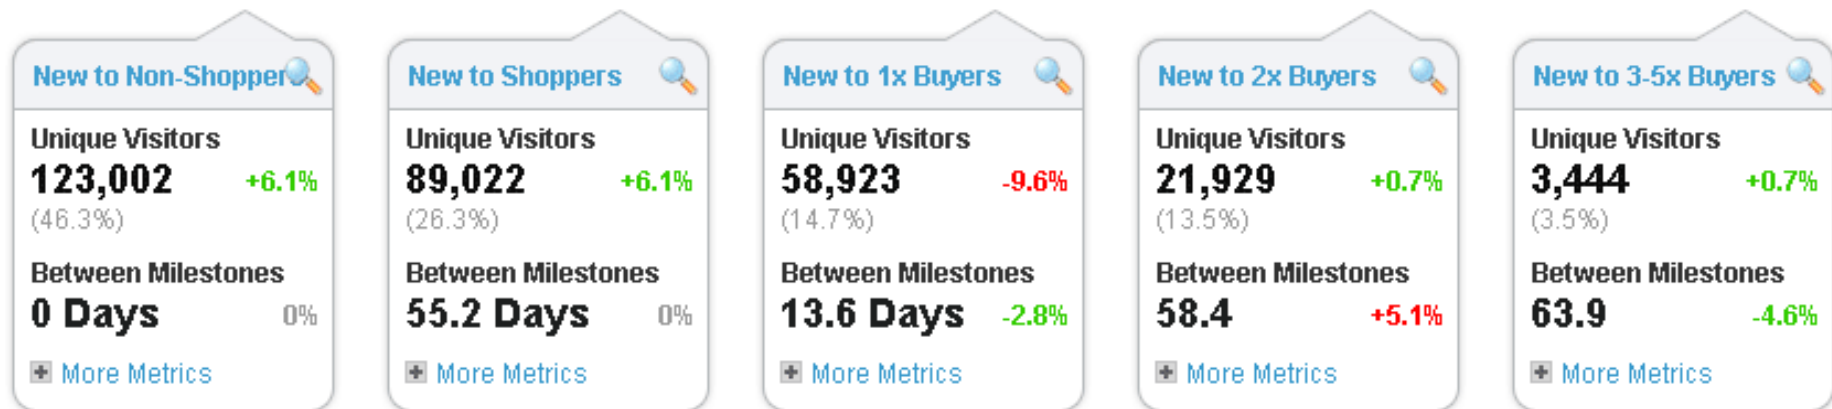 New to Non-Shopper
Unique Visitors
123,002 +6.1%
(46.3%)
Between Milestones
0 Days 0%
More Metrics
New to Shoppers
Unique Visitors
89,022 +6.1%
(26.3%)
Between Milestones
55.2 Days 0%
More Metrics
New to 1x Buyers
Unique Visitors
58,923 -9.6%
(14.7%)
Between Milestones
13.6 Days -2.8%
More Metrics
New to 2x Buyers
Unique Visitors
21,929 +0.7%
(13.5%)
Between Milestones
58.4 +5.1%
More Metrics
New to 3-5x Buyers
Unique Visitors
3,444 +0.7%
(3.5%)
Between Milestones
63.9 -4.6%
More Metrics